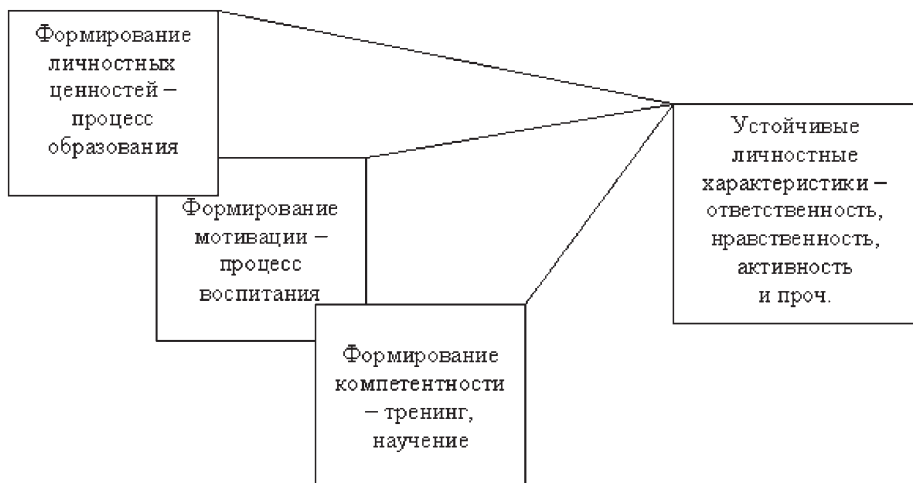 Формирование
личностных
ценностей –
процесс
образования
Формирование
мотивации –
процесс
воспитания
Формирование
компетентности
– тренинг,
научение
Устойчивые
личностные
характеристики –
ответственность,
нравственность,
активность
и проч.